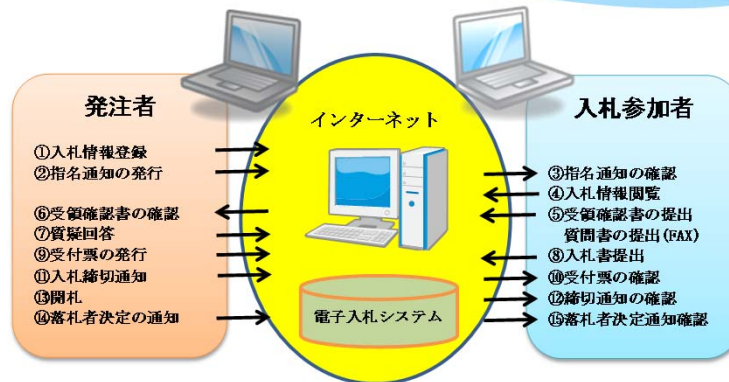 発注者
①入札情報登録
②指名通知の発行
⑥受領確認書の確認
⑦質疑回答
⑨受付票の発行
⑪入札締切通知
⑬開札
⑭落札者決定の通知
インターネット
電子入札システム
入札参加者
③指名通知の確認
④入札情報閲覧
⑤受領確認書の提出
質問書の提出(FAX)
⑧入札書提出
⑩受付票の確認
⑫締切通知の確認
⑮落札者決定通知確認